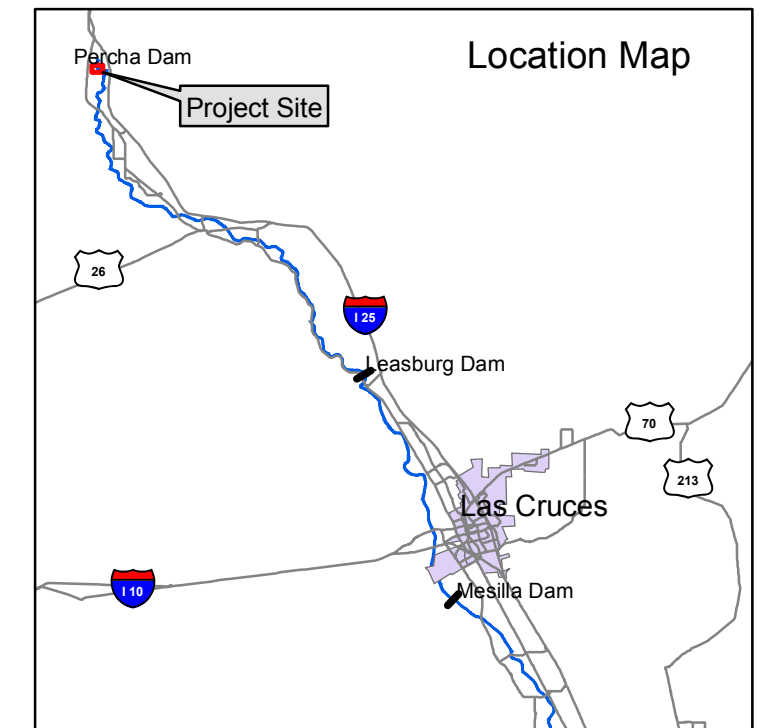 Location Map
Percha Dam
Project Site
26
I 25
Leasburg Dam
70
213
Las Cruces
I 10
Mesilla Dam